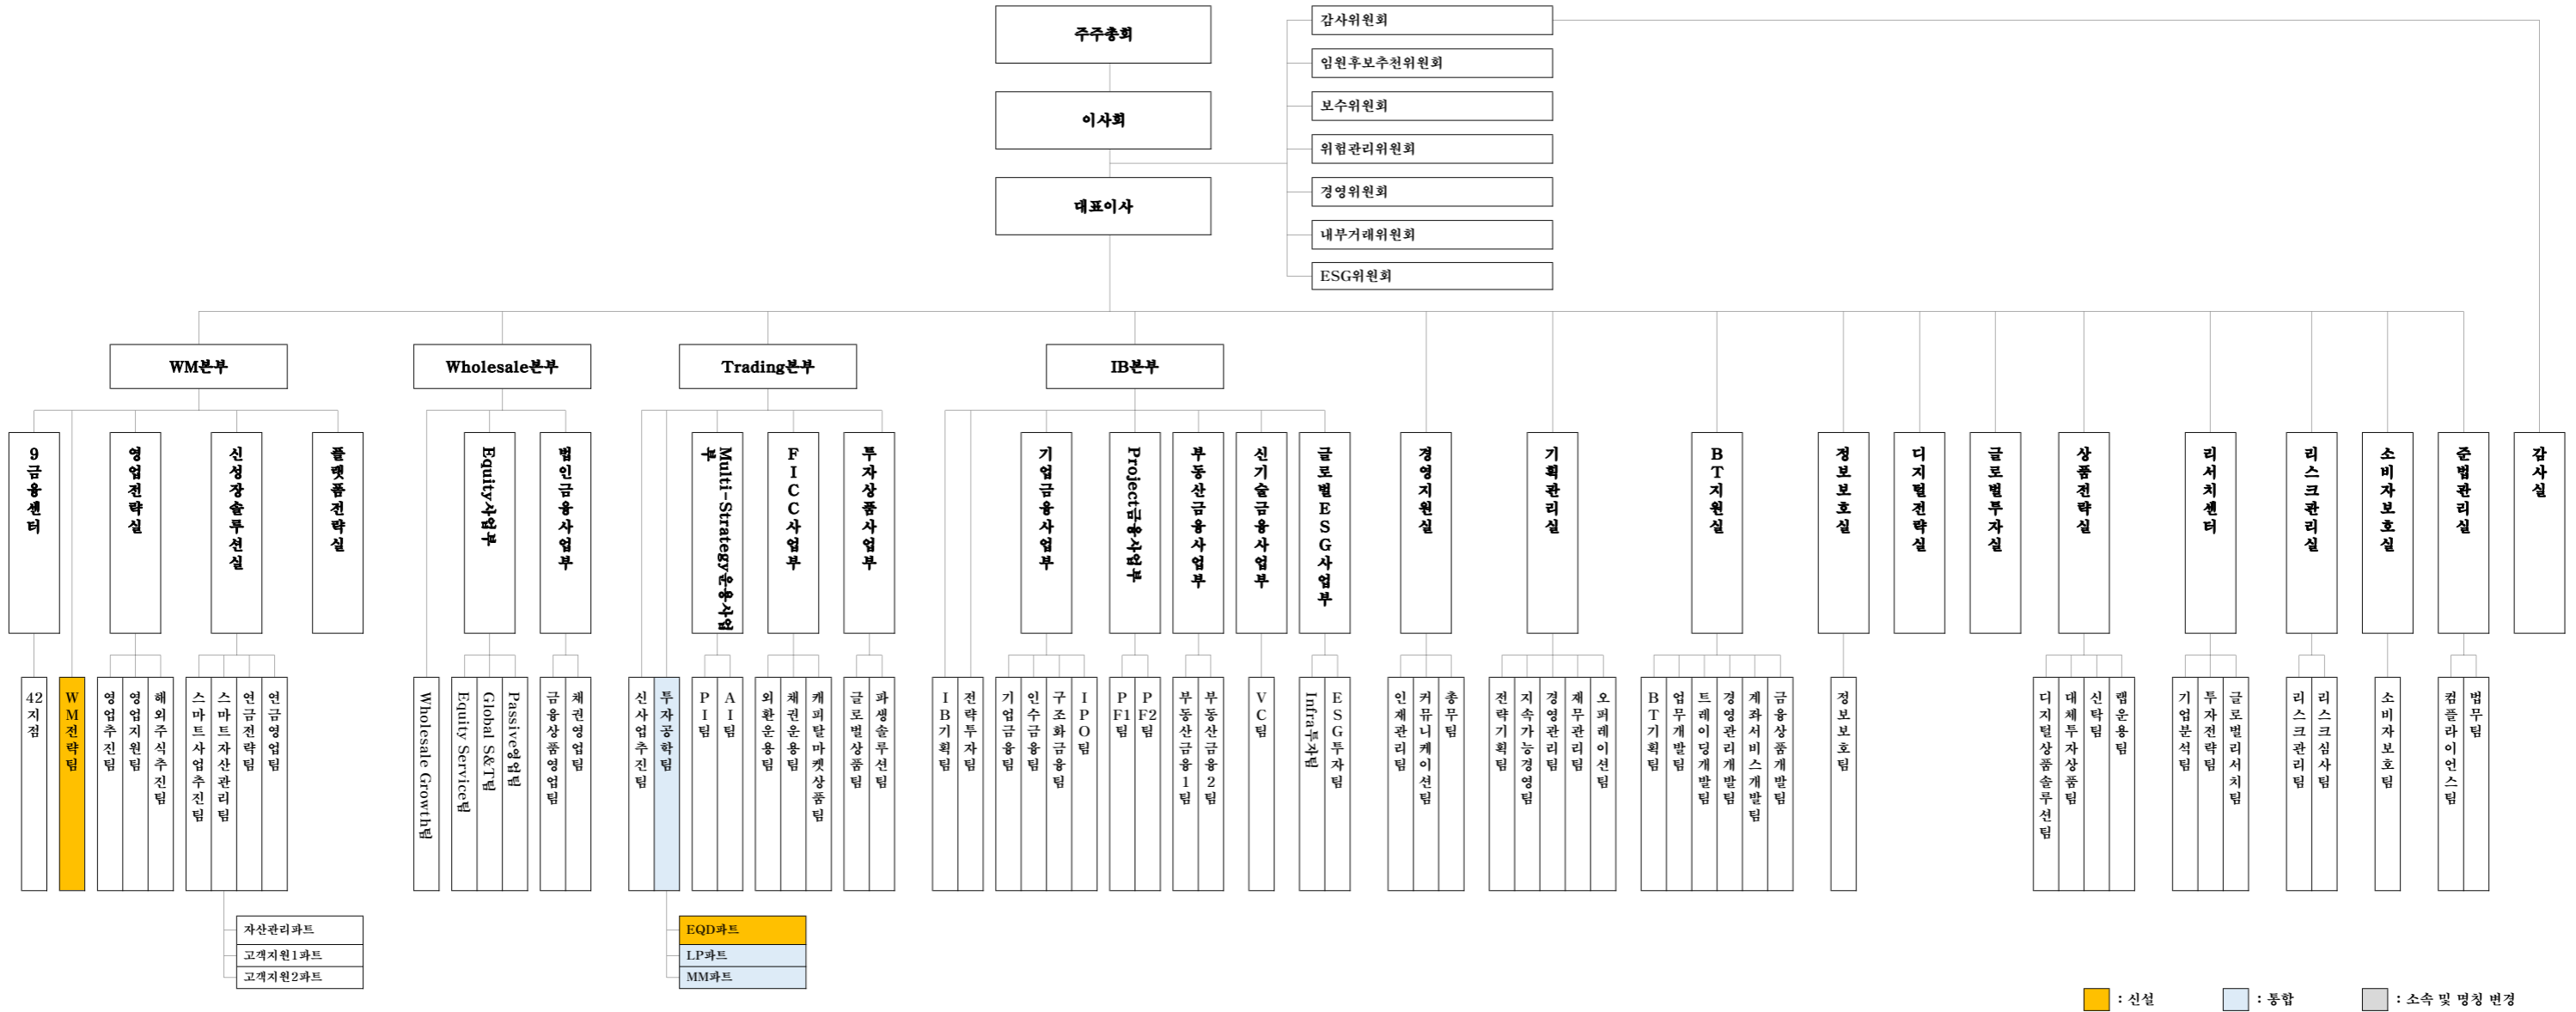 주주총회
이사회
대표이사
감사위원회
임원후보추천위원회
보수위원회
위험관리위원회
경영위원회
내부거래위원회
ESG위원회
WM본부
Wholesale본부
Trading본부
IB본부
9금융센터
영업전략실
신성장솔루션실
플랫폼전략실
Equity사업부
법인금융사업부
Multi-Strategy운용사업부
FICC사업부
투자상품사업부
기업금융사업부
Project금융사업부
부동산금융사업부
신기술금융사업부
글로벌ESG사업부
경영지원실
기획관리실
BT지원실
정보보호실
디지털전략실
글로벌투자실
상품전략실
리서치센터
리스크관리실
소비자보호실
준법관리실
감사실
42지점
WM전략팀
영업추진팀
영업지원팀
해외주식추진팀
스마트사업추진팀
스마트자산관리팀
연금전략팀
연금영업팀
Wholesale Growth팀
Equity Service팀
Global S&T팀
Passive영업팀
금융상품영업팀
채권영업팀
신사업추진팀
투자공학팀
PI팀
AI팀
외환운용팀
채권운용팀
캐피탈마켓상품팀
글로벌상품팀
파생솔루션팀
IB기획팀
전략투자팀
기업금융팀
인수금융팀
구조화금융팀
IPO팀
PF1팀
PF2팀
부동산금융1팀
부동산금융2팀
VC팀
Infra투자팀
ESG투자팀
인재관리팀
커뮤니케이션팀
총무팀
전략기획팀
지속가능경영팀
경영관리팀
재무관리팀
오퍼레이션팀
BT기획팀
업무개발팀
트레이딩개발팀
경영관리개발팀
계좌서비스개발팀
금융상품개발팀
정보보호팀
디지털상품솔루션팀
대체투자상품팀
신탁팀
랩운용팀
기업분석팀
투자전략팀
글로벌리서치팀
리스크관리팀
리스크심사팀
소비자보호팀
컴플라이언스팀
법무팀
자산관리파트
고객지원1파트
고객지원2파트
EQD파트
LP파트
MM파트
: 신설
: 통합
: 소속 및 명칭 변경